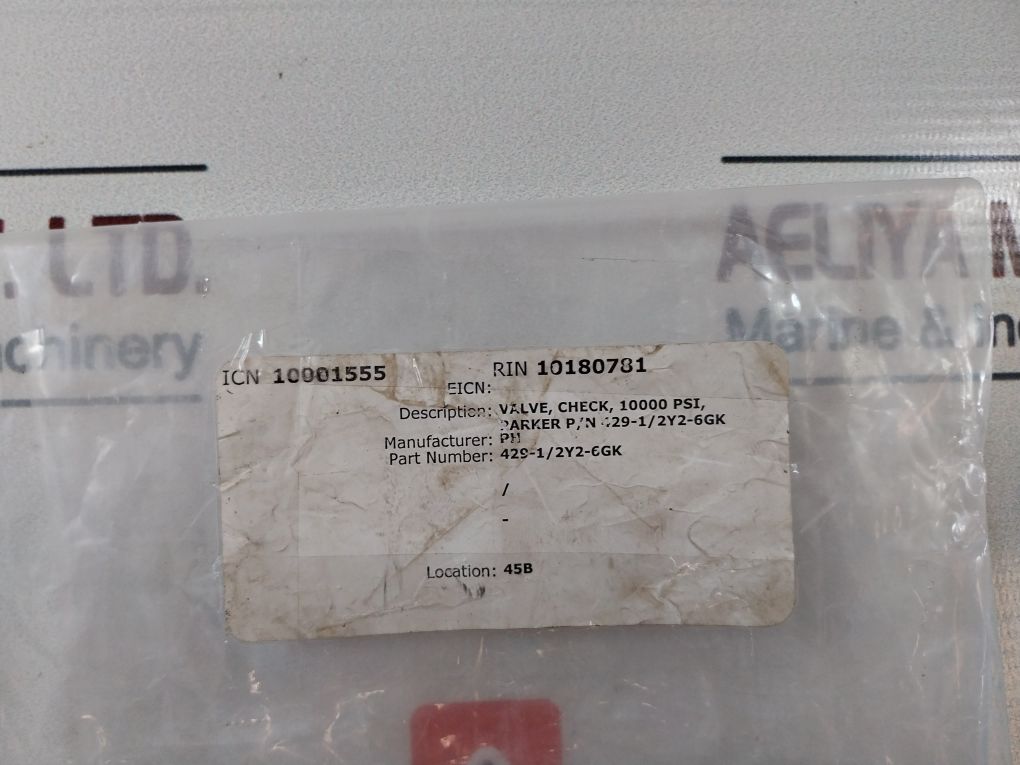 LTD.
AELIYA M
achinery
Marine & Ind
ICN 10001555 RIN 10180781
EICN:
Description: VALVE, CHECK, 10000 PSI,
PARKER P/N 429-1/2Y2-6GK
Manufacturer: PH
Part Number: 429-1/2Y2-6GK
/
-
Location: 45B